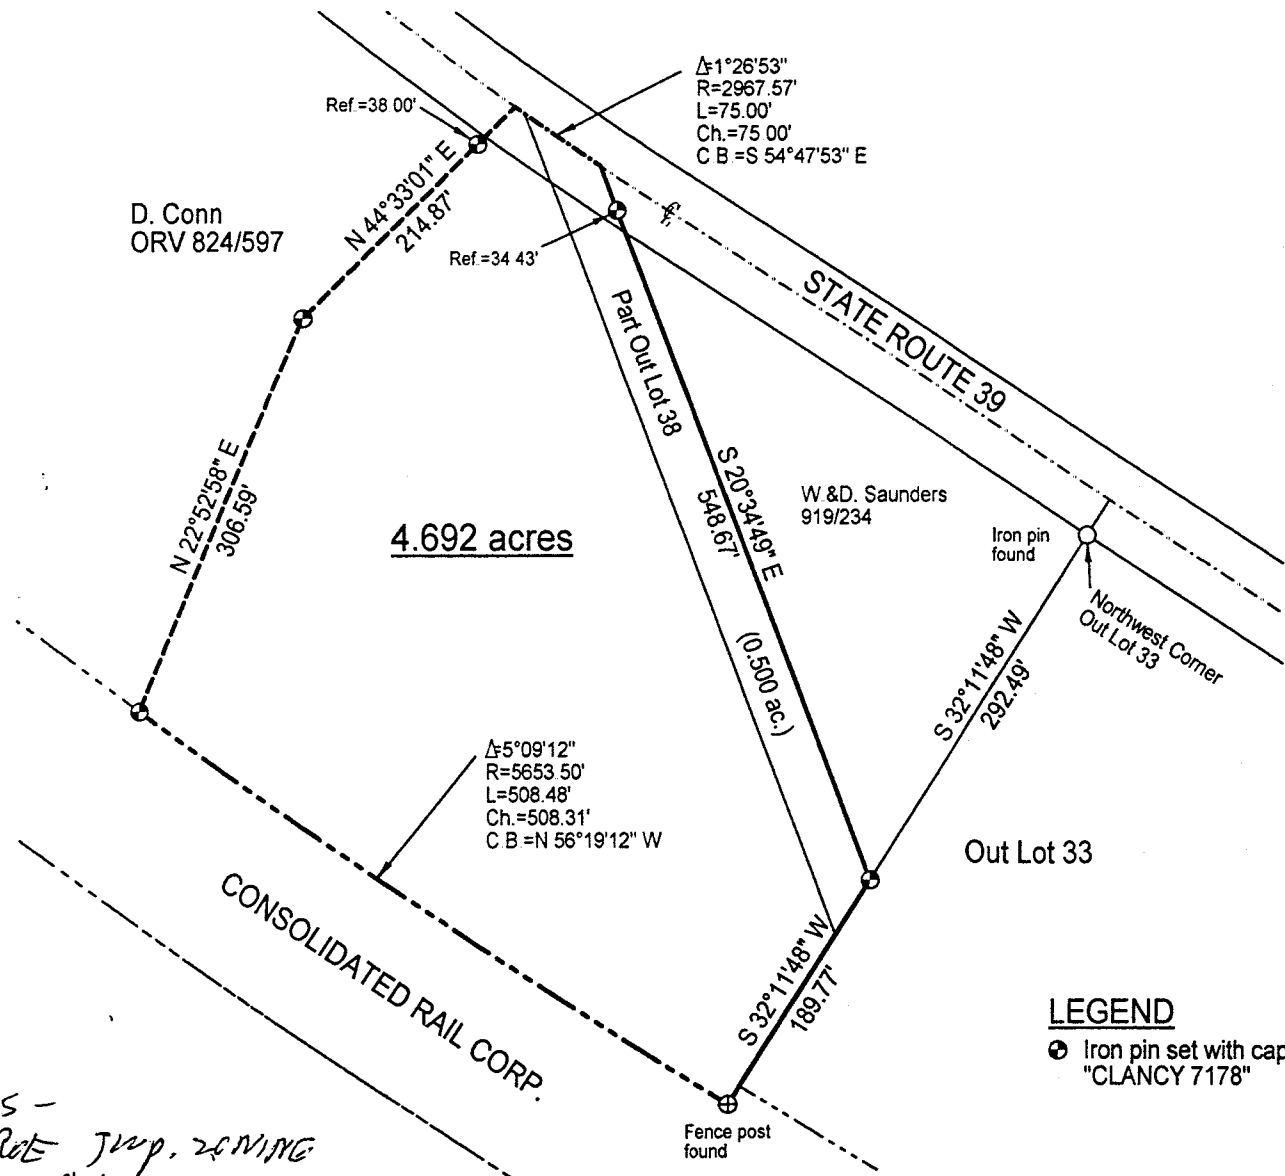 Δ=1°26'53"
R=2967.57'
L=75.00'
Ch.=75.00'
C.B.=S 54°47'53" E
Ref.=38.00'
N 44°33'01" E
214.87'
D. Conn
ORV 824/597
Ref.=34.43'
℄
STATE ROUTE 39
Part Out Lot 38
S 20°34'49" E
548.67'
W.&D. Saunders
919/234
N 22°52'58" E
306.59'
4.692 acres
Iron pin
found
Northwest Corner
Out Lot 33
S 32°11'48" W
292.49'
(0.500 ac.)
Δ=5°09'12"
R=5653.50'
L=508.48'
Ch.=508.31'
C.B.=N 56°19'12" W
Out Lot 33
CONSOLIDATED RAIL CORP.
S 32°11'48" W
189.77'
LEGEND
Iron pin set with cap
"CLANCY 7178"
Fence post
found
S -
Twp. ZONING